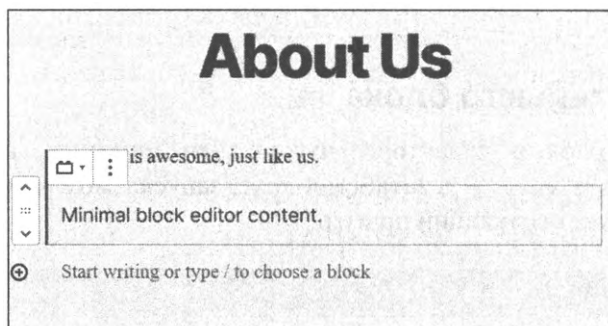 About Us
is awesome, just like us.
Minimal block editor content.
Start writing or type / to choose a block